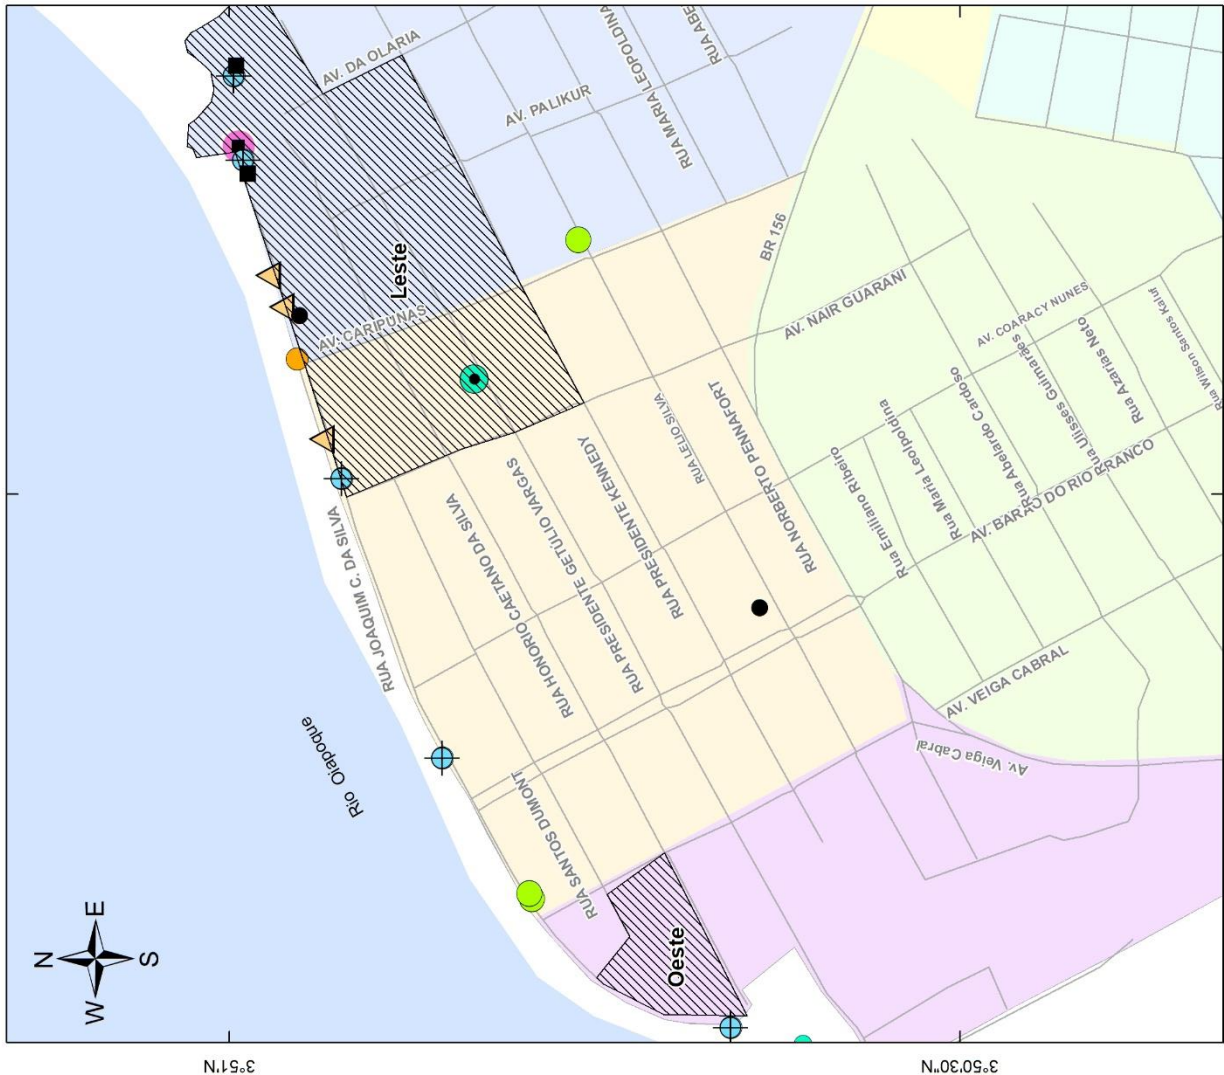 AV. DA OLARIA
AV. PALIKUR
RUA MARIA LEOPOLDINA
RUA ABE
Leste
AV. CARIPUNAS
BR 156
AV. NAIR GUARANI
AV. COARACY NUNES
RUA JOAQUIM C. DA SILVA
RUA HONORIO CAETANO DA SILVA
RUA PRESIDENTE GETÚLIO VARGAS
RUA PRESIDENTE KENNEDY
RUA LELIO SILVA
RUA NORBERTO PENNAFORT
Rua Emiliano Ribeiro
Rua Maria Leolpoldina
Rua Abelardo Cardoso
Rua Ulisses Guimarães
Rua Azarias Neto
Rua Wilson Santos Kaluf
AV. BARÃO DO RIO BRANCO
AV. VEIGA CABRAL
Av. Veiga Cabral
Rio Oiapoque
RUA SANTOS DUMONT
Oeste
N
W E
S
3°51'N
3°50'30"N